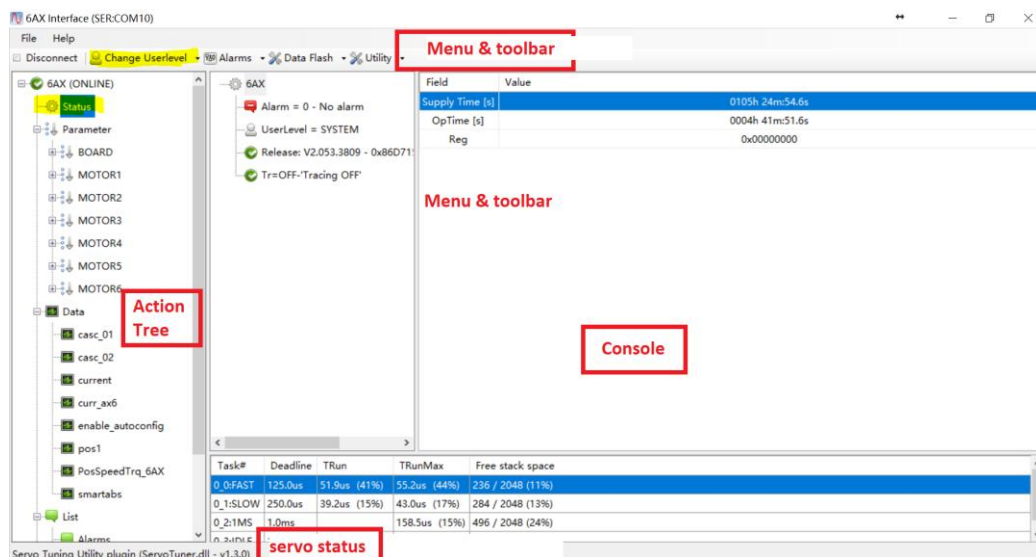 6AX Interface (SER:COM10)
File Help
Disconnect Change Userlevel Alarms Data Flash Utility
Menu & toolbar
6AX (ONLINE)
Status
Parameter
BOARD
MOTOR1
MOTOR2
MOTOR3
MOTOR4
MOTOR5
MOTOR6
Data
casc_01
casc_02
current
curr_ax6
enable_autoconfig
pos1
PosSpeedTrq_6AX
smartabs
List
Alarms
Action
Tree
6AX
Alarm = 0 - No alarm
UserLevel = SYSTEM
Release: V2.053.3809 - 0x86D71
Tr=OFF-'Tracing OFF'
Field Value
Supply Time [s] 0105h 24m:54.6s
OpTime [s] 0004h 41m:51.6s
Reg 0x00000000
Menu & toolbar
Console
Task# Deadline TRun TRunMax Free stack space
0_0:FAST 125.0us 51.9us (41%) 55.2us (44%) 236 / 2048 (11%)
0_1:SLOW 250.0us 39.2us (15%) 43.0us (17%) 284 / 2048 (13%)
0_2:1MS 1.0ms 158.5us (15%) 496 / 2048 (24%)
servo status
Servo Tuning Utility plugin (ServoTuner.dll - v1.3.0)